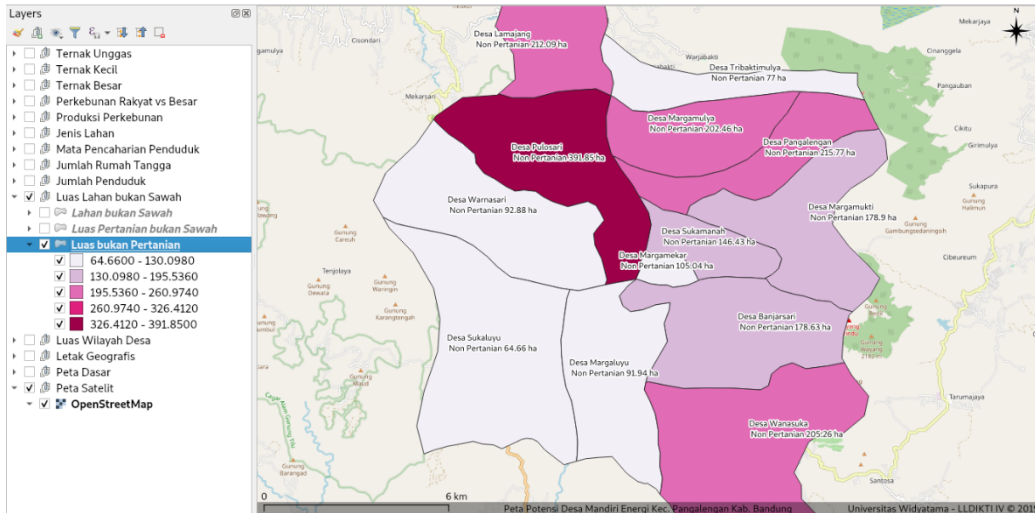 Layers
Ternak Unggas
Ternak Kecil
Ternak Besar
Perkebunan Rakyat vs Besar
Produksi Perkebunan
Jenis Lahan
Mata Pencaharian Penduduk
Jumlah Rumah Tangga
Jumlah Penduduk
Luas Lahan bukan Sawah
Lahan bukan Sawah
Luas Pertanian bukan Sawah
Luas bukan Pertanian
64.6600 - 130.0980
130.0980 - 195.5360
195.5360 - 260.9740
260.9740 - 326.4120
326.4120 - 391.8500
Luas Wilayah Desa
Letak Geografis
Peta Dasar
Peta Satelit
OpenStreetMap
N
Cisondari
Mekarjaya
Desa Lamajang
Non Pertanian 212.09 ha
Warjabakti
Cinanggela
Desa Tribaktimulya
Non Pertanian 77 ha
Pangauban
Mekarsari
Desa Margamulya
Non Pertanian 202.46 ha
Cikitu
Desa Pangalengan
Non Pertanian 215.77 ha
Girimulya
Desa Pulosari
Non Pertanian 391.85 ha
Sukapura
Desa Warnasari
Non Pertanian 92.88 ha
Desa Margamukti
Non Pertanian 178.9 ha
Gunung
Halimun
Gunung
Gambungsedaningsih
Gunung
Careuh
Desa Sukamanah
Non Pertanian 146.43 ha
Desa Margamekar
Non Pertanian 105.04 ha
Cibeureum
Tenjolaya
Gunung
Dewata
Gunung
Waringin
Gunung
Karangtengah
Desa Banjarsari
Non Pertanian 178.63 ha
Gunung
Wayang
Desa Sukaluyu
Non Pertanian 64.66 ha
Desa Margaluyu
Non Pertanian 91.94 ha
Tarumajaya
Desa Wanasuka
Non Pertanian 205.26 ha
Gunung
Barangad
Santosa
0
6 km
Peta Potensi Desa Mandiri Energi Kec. Pangalengan Kab. Bandung
Universitas Widyatama - LLDIKTI IV © 201